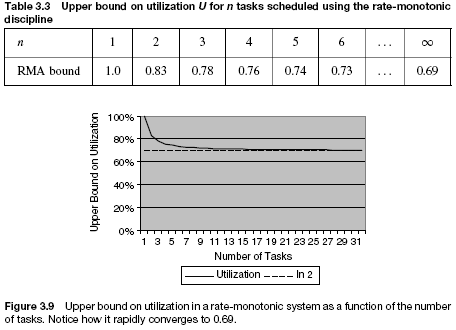 Table 3.3 Upper bound on utilization U for n tasks scheduled using the rate-monotonic
discipline
n 1 2 3 4 5 6 ... ∞
RMA bound 1.0 0.83 0.78 0.76 0.74 0.73 ... 0.69
Upper Bound on Utilization
100%
80%
60%
40%
20%
0%
1 3 5 7 9 11 13 15 17 19 21 23 25 27 29 31
Number of Tasks
Utilization ln 2
Figure 3.9 Upper bound on utilization in a rate-monotonic system as a function of the number
of tasks. Notice how it rapidly converges to 0.69.